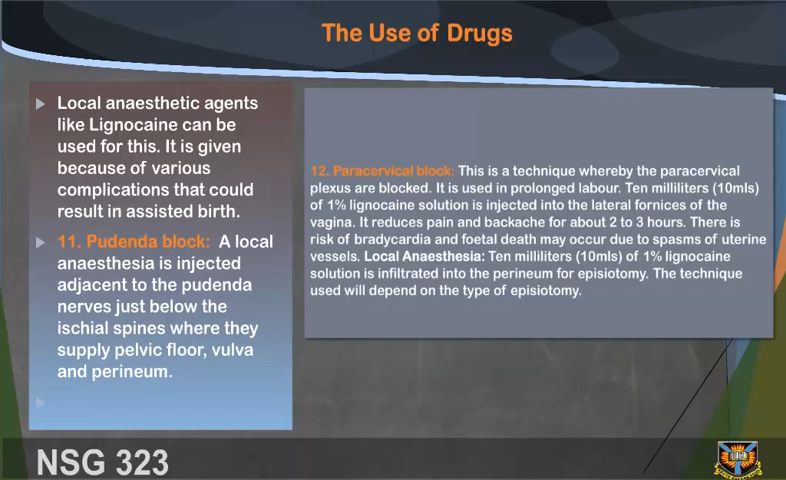 The Use of Drugs
Local anaesthetic agents
like Lignocaine can be
used for this. It is given
because of various
complications that could
result in assisted birth.
11. Pudenda block: A local
anaesthesia is injected
adjacent to the pudenda
nerves just below the
ischial spines where they
supply pelvic floor, vulva
and perineum.
12. Paracervical block: This is a technique whereby the paracervical
plexus are blocked. It is used in prolonged labour. Ten milliliters (10mls)
of 1% lignocaine solution is injected into the lateral fornices of the
vagina. It reduces pain and backache for about 2 to 3 hours. There is
risk of bradycardia and foetal death may occur due to spasms of uterine
vessels. Local Anaesthesia: Ten milliliters (10mls) of 1% lignocaine
solution is infiltrated into the perineum for episiotomy. The technique
used will depend on the type of episiotomy.
NSG 323